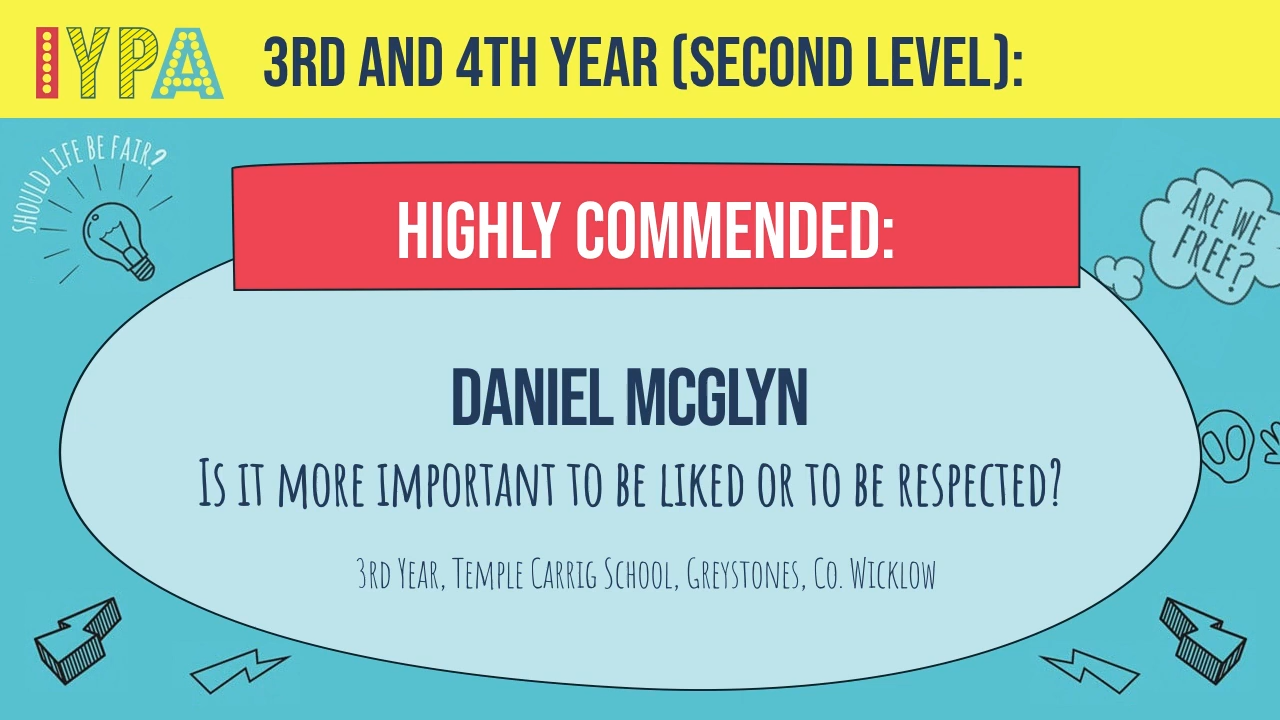 IYPA
3RD AND 4TH YEAR (SECOND LEVEL):
SHOULD LIFE BE FAIR?
HIGHLY COMMENDED:
ARE WE
FREE?
DANIEL MCGLYN
IS IT MORE IMPORTANT TO BE LIKED OR TO BE RESPECTED?
3RD YEAR, TEMPLE CARRIG SCHOOL, GREYSTONES, CO. WICKLOW